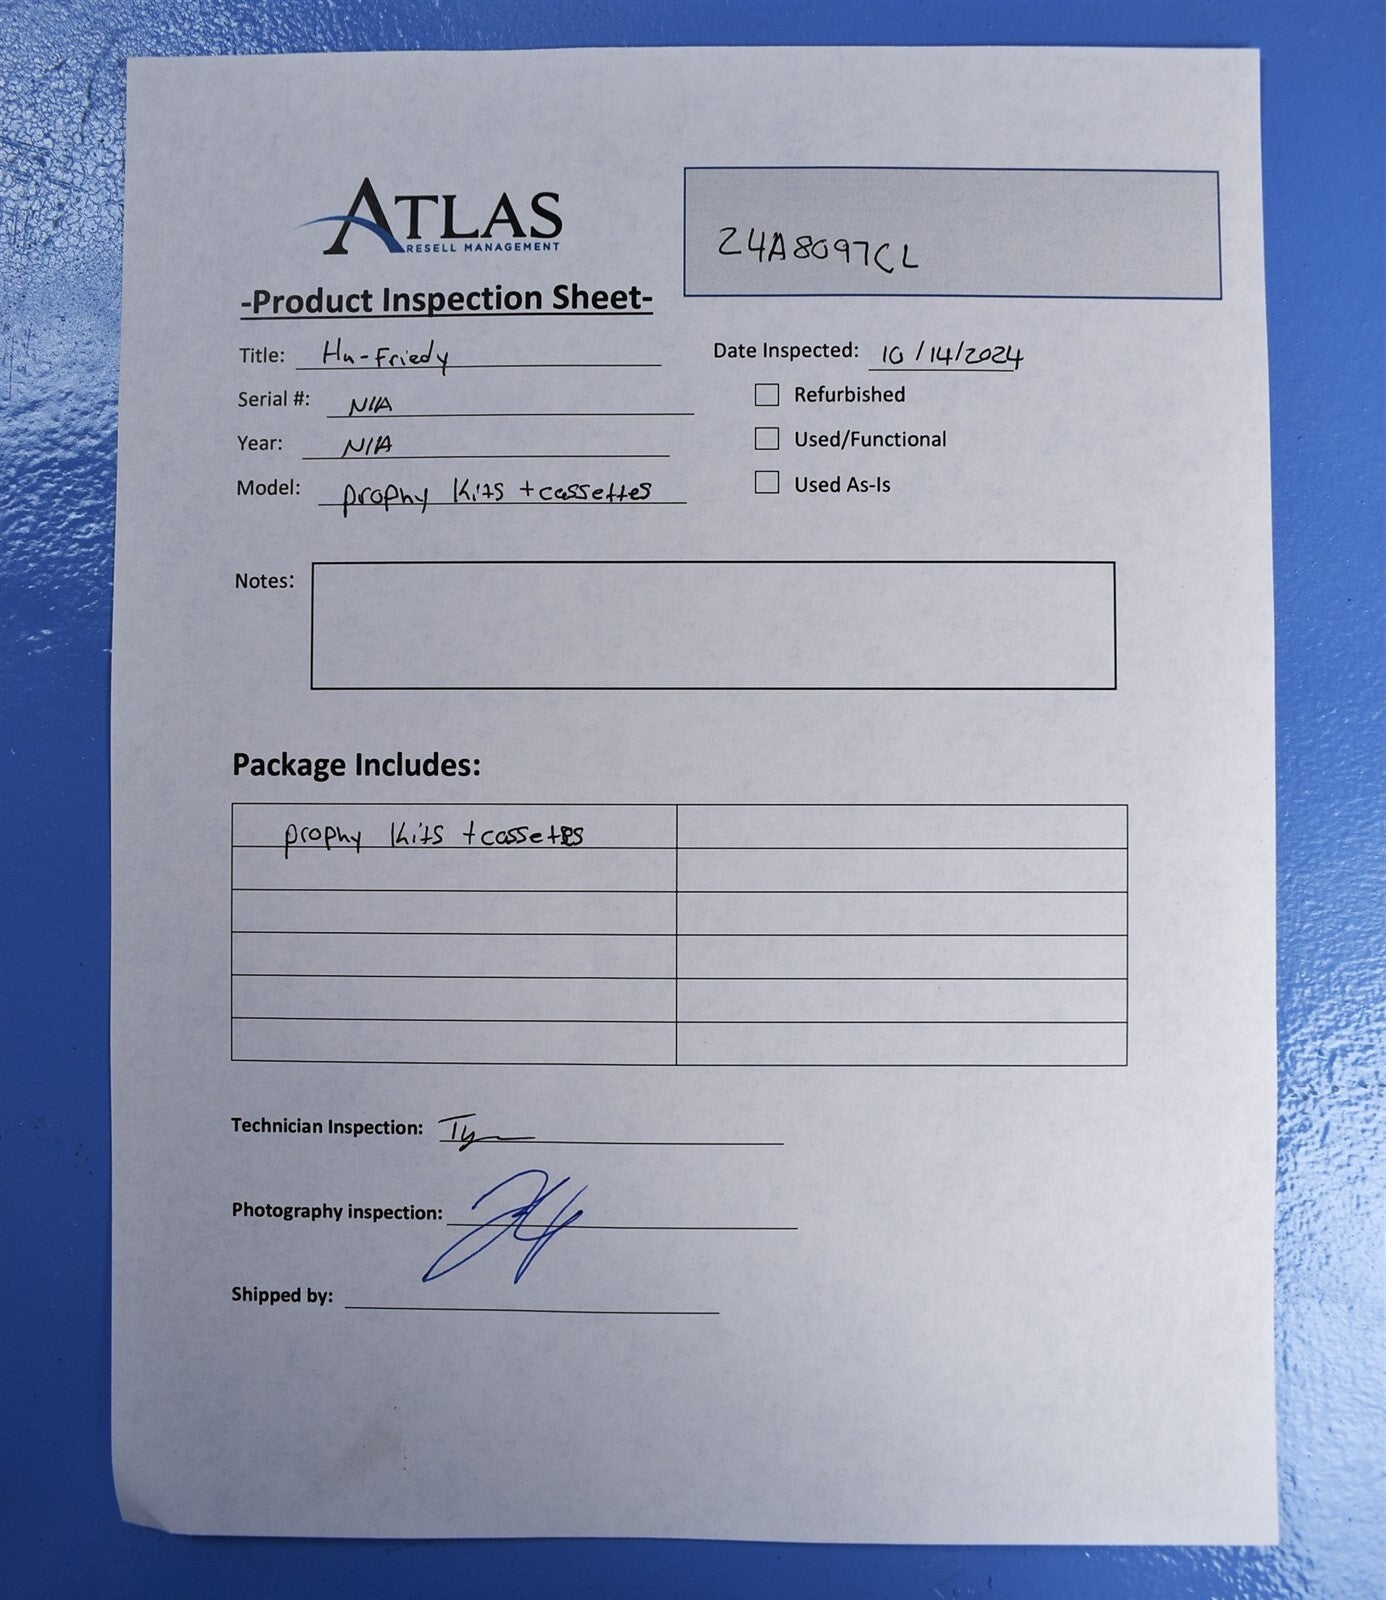 ATLAS
RESELL MANAGEMENT
24A8097CL
-Product Inspection Sheet-
Title: Hu-Friedy
Date Inspected: 10/14/2024
Serial #: N/A
Refurbished
Year: N/A
Used/Functional
Model: prophy kits + cassettes
Used As-Is
Notes:
Package Includes:
prophy kits + cassettes
Technician Inspection:
Photography inspection:
Shipped by: